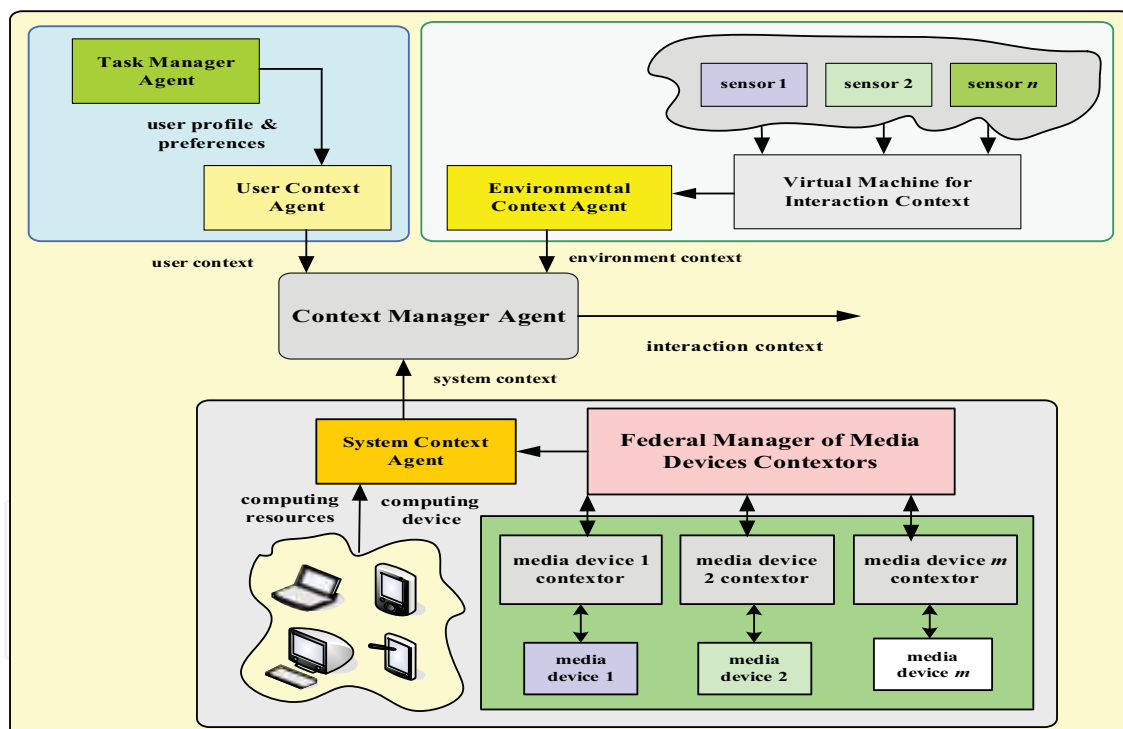 Task Manager
Agent
user profile &
preferences
User Context
Agent
user context
sensor 1
sensor 2
sensor n
Virtual Machine for
Interaction Context
Environmental
Context Agent
environment context
Context Manager Agent
interaction context
system context
System Context
Agent
Federal Manager of Media
Devices Contextors
computing
resources
computing
device
media device 1
contextor
media device
2 contextor
media device m
contextor
media
device 1
media
device 2
media
device m